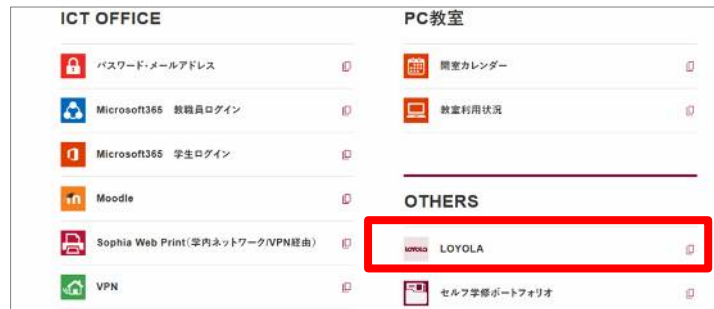 ICT OFFICE
パスワード・メールアドレス
Microsoft365 教職員ログイン
Microsoft365 学生ログイン
Moodle
Sophia Web Print（学内ネットワーク/VPN経由）
VPN
PC教室
開室カレンダー
教室利用状況
OTHERS
LOYOLA
LOYOLA
セルフ学修ポートフォリオ